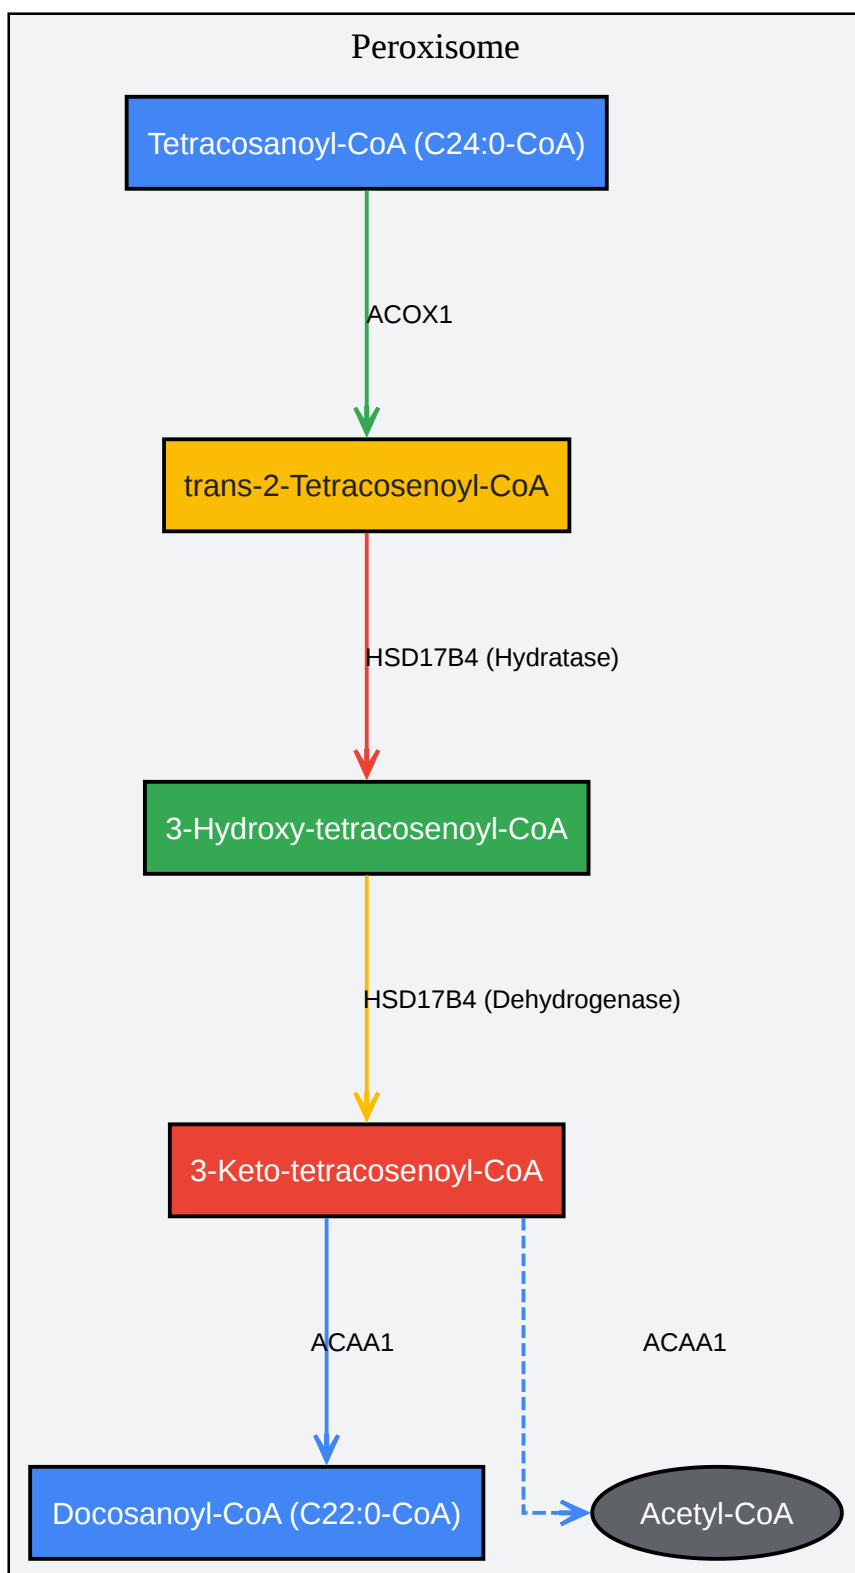 Peroxisome
Tetracosanoyl-CoA (C24:0-CoA)
ACOX1
trans-2-Tetracosenoyl-CoA
HSD17B4 (Hydratase)
3-Hydroxy-tetracosenoyl-CoA
HSD17B4 (Dehydrogenase)
3-Keto-tetracosenoyl-CoA
ACAA1
ACAA1
Docosanoyl-CoA (C22:0-CoA)
Acetyl-CoA